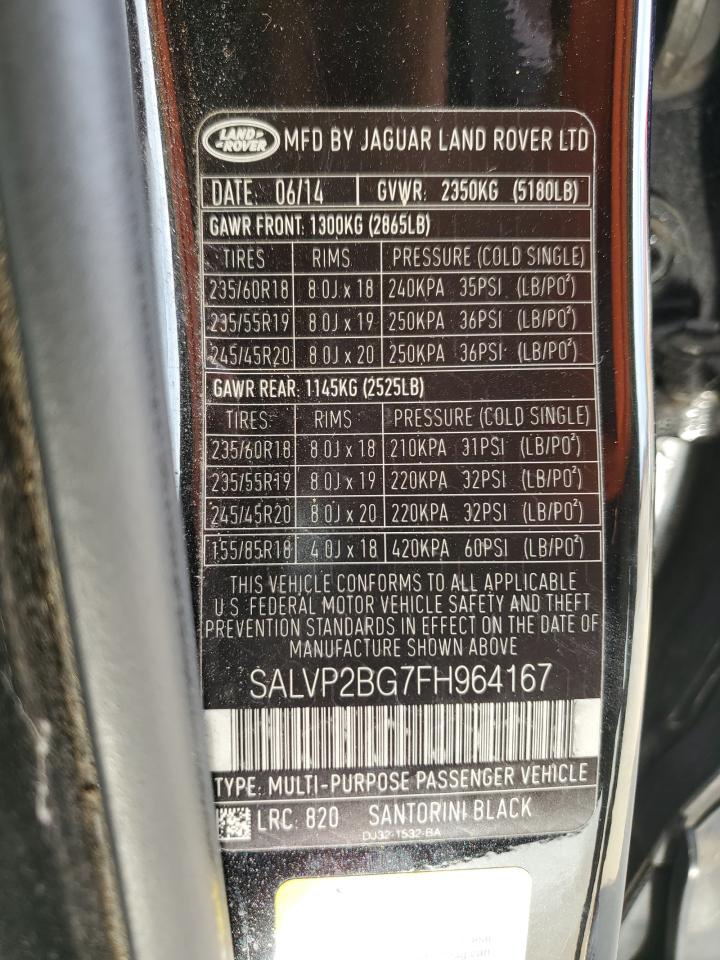 LAND ROVER MFD BY JAGUAR LAND ROVER LTD
DATE: 06/14 GVWR: 2350KG (5180LB)
GAWR FRONT: 1300KG (2865LB)
TIRES RIMS PRESSURE (COLD SINGLE)
235/60R18 8.0J x 18 240KPA 35PSI (LB/PO²)
235/55R19 8.0J x 19 250KPA 36PSI (LB/PO²)
245/45R20 8.0J x 20 250KPA 36PSI (LB/PO²)
GAWR REAR: 1145KG (2525LB)
TIRES RIMS PRESSURE (COLD SINGLE)
235/60R18 8.0J x 18 210KPA 31PSI (LB/PO²)
235/55R19 8.0J x 19 220KPA 32PSI (LB/PO²)
245/45R20 8.0J x 20 220KPA 32PSI (LB/PO²)
155/85R18 4.0J x 18 420KPA 60PSI (LB/PO²)
THIS VEHICLE CONFORMS TO ALL APPLICABLE
U.S. FEDERAL MOTOR VEHICLE SAFETY AND THEFT
PREVENTION STANDARDS IN EFFECT ON THE DATE OF
MANUFACTURE SHOWN ABOVE
SALVP2BG7FH964167
TYPE: MULTI-PURPOSE PASSENGER VEHICLE
LRC: 820 SANTORINI BLACK
DJ32-1532-BA